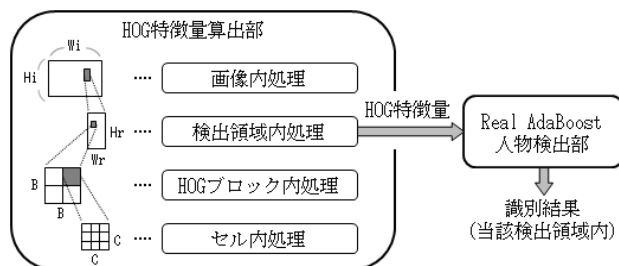 HOG特徴量算出部
Wi
Hi
‥‥
画像内処理
Hr
Wr
‥‥
検出領域内処理
HOG特徴量
Real AdaBoost
人物検出部
B
B
‥‥
HOGブロック内処理
識別結果
(当該検出領域内)
C
C
‥‥
セル内処理